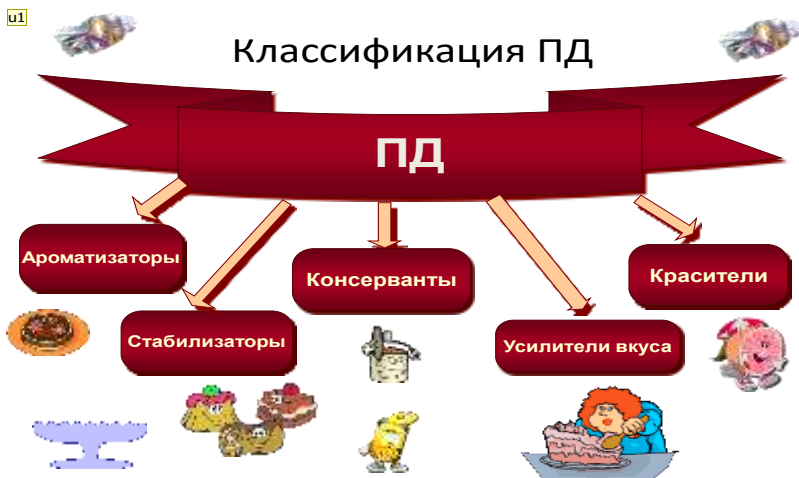 u1
Классификация ПД
ПД
Ароматизаторы
Консерванты
Красители
Стабилизаторы
Усилители вкуса